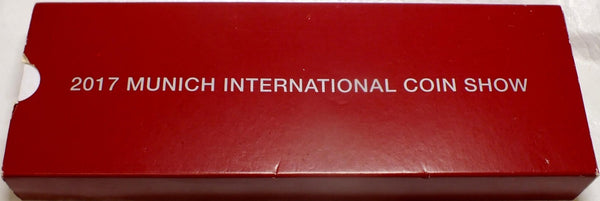 2017 MUNICH INTERNATIONAL COIN SHOW